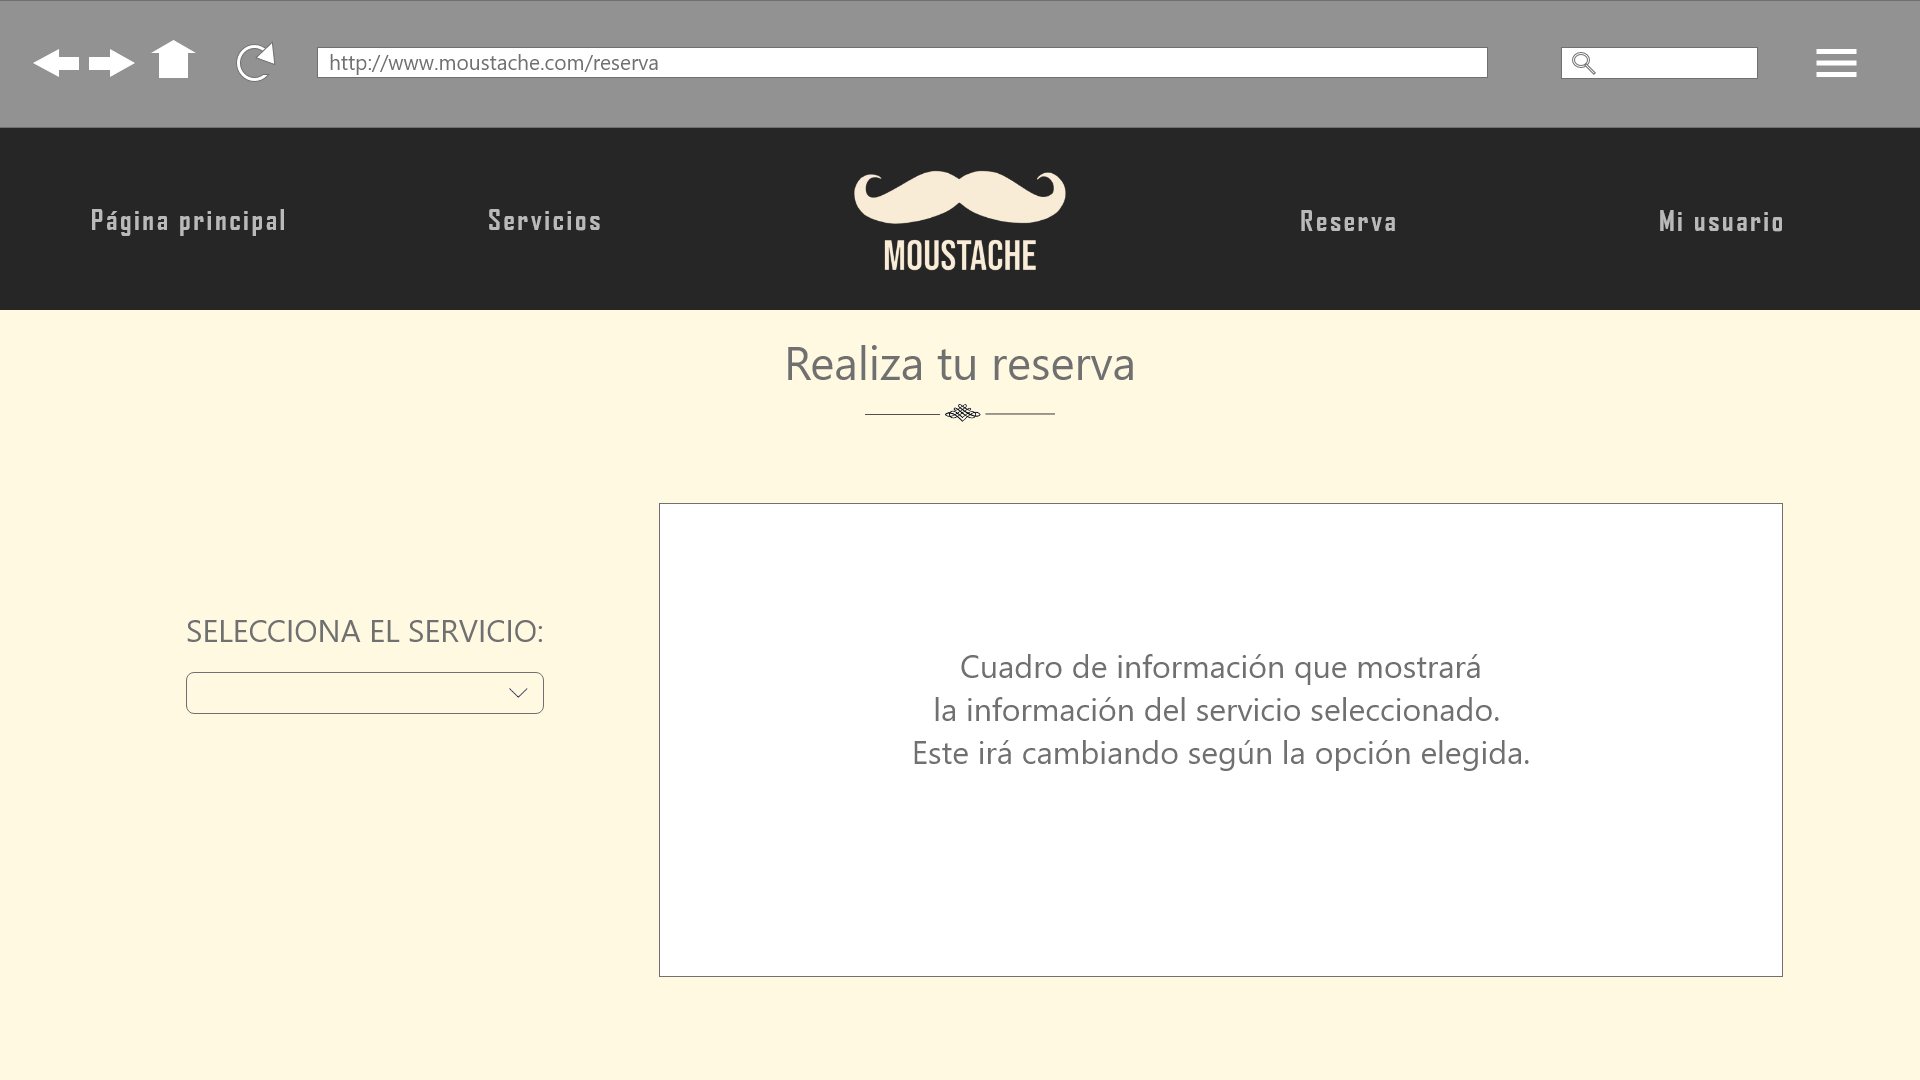 http://www.moustache.com/reserva
Página principal
Servicios
MOUSTACHE
Reserva
Mi usuario
Realiza tu reserva
SELECCIONA EL SERVICIO:
Cuadro de información que mostrará
la información del servicio seleccionado.
Este irá cambiando según la opción elegida.